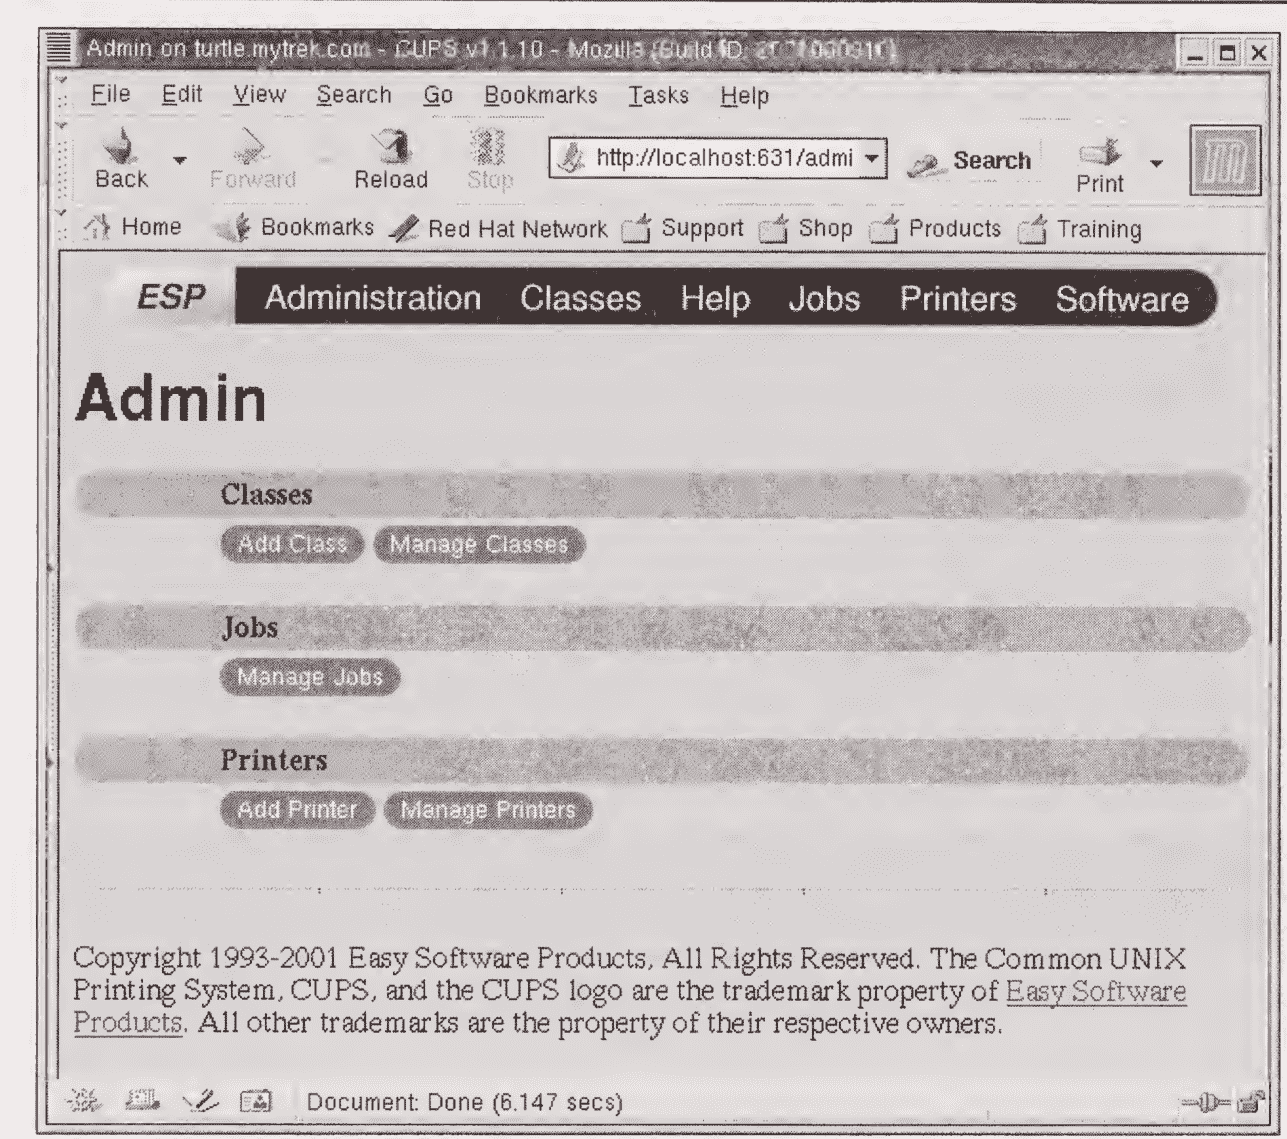 Admin on turtle.mytrek.com - CUPS v1.1.10 - Mozilla
File Edit View Search Go Bookmarks Tasks Help
Back Forward Reload Stop http://localhost:631/admi Search Print
Home Bookmarks Red Hat Network Support Shop Products Training
ESP Administration Classes Help Jobs Printers Software
Admin
Classes
Add Class Manage Classes
Jobs
Manage Jobs
Printers
Add Printer Manage Printers
Copyright 1993-2001 Easy Software Products, All Rights Reserved. The Common UNIX
Printing System, CUPS, and the CUPS logo are the trademark property of Easy Software
Products. All other trademarks are the property of their respective owners.
Document: Done (6.147 secs)